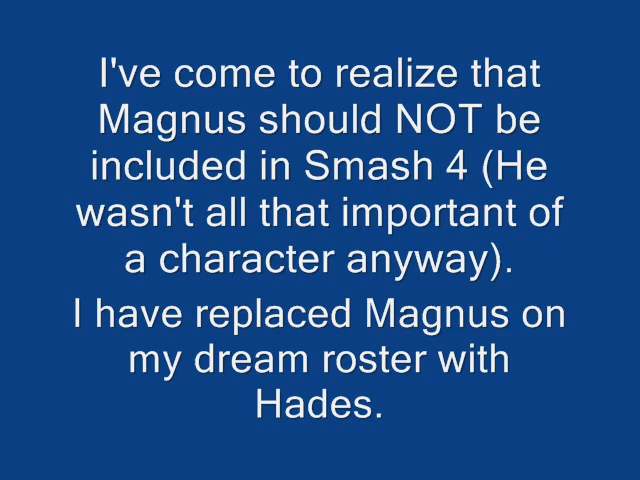 I've come to realize that
Magnus should NOT be
included in Smash 4 (He
wasn't all that important of
a character anyway).
I have replaced Magnus on
my dream roster with
Hades.